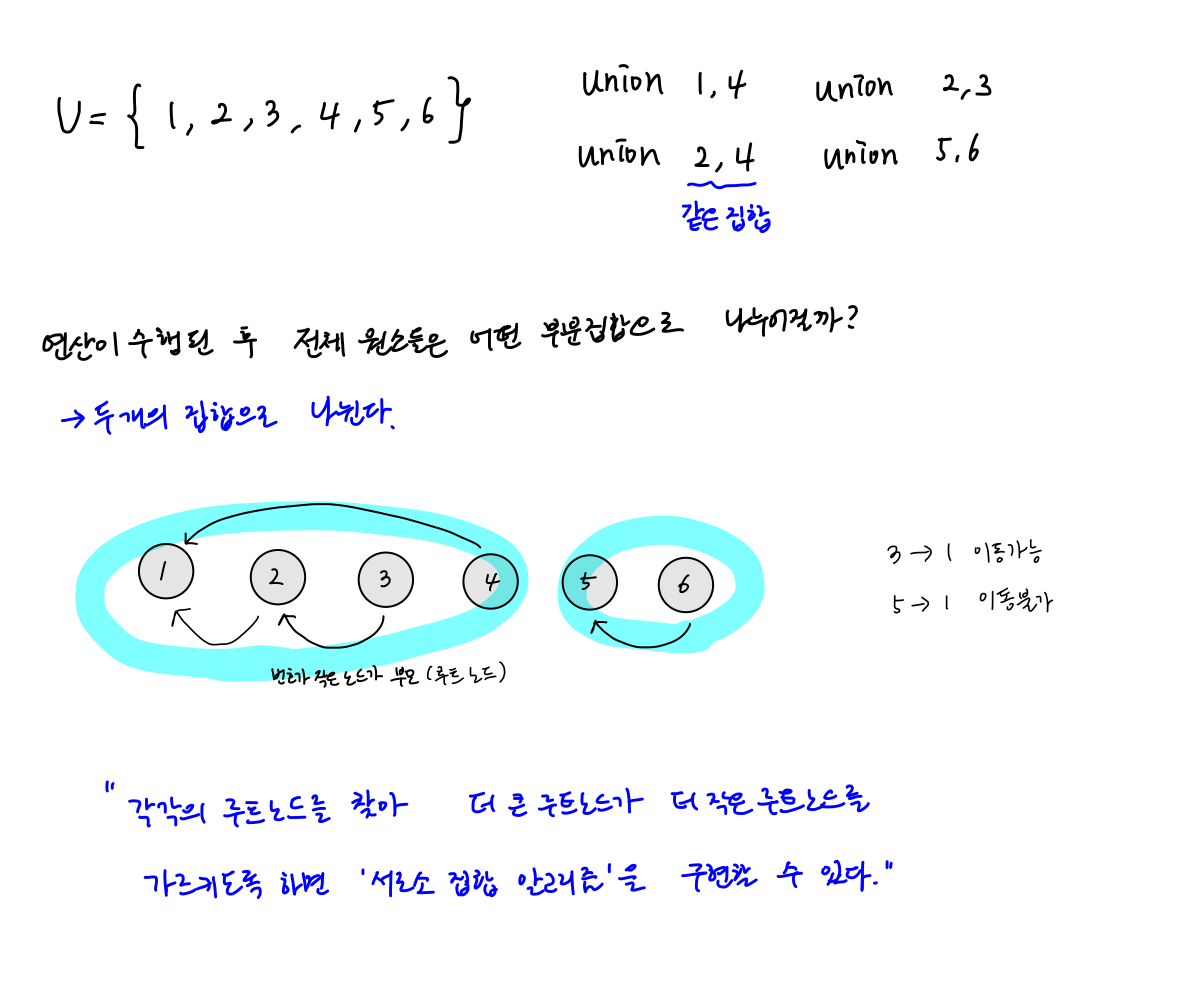 U = { 1, 2, 3, 4, 5, 6 }
union 1, 4 union 2, 3
union 2, 4 union 5, 6
같은 집합
연산이 수행된 후 전체 원소들은 어떤 부분집합으로 나누어질까?
→ 두개의 집합으로 나뉜다.
1 2 3 4 5 6
3 → 1 이동가능
5 → 1 이동불가
번호가 작은 노드가 부모 (루트 노드)
" 각각의 루트노드를 찾아 더 큰 루트노드가 더 작은 루트노드를
가르키도록 하면 '서로소 집합 알고리즘'을 구현할 수 있다."